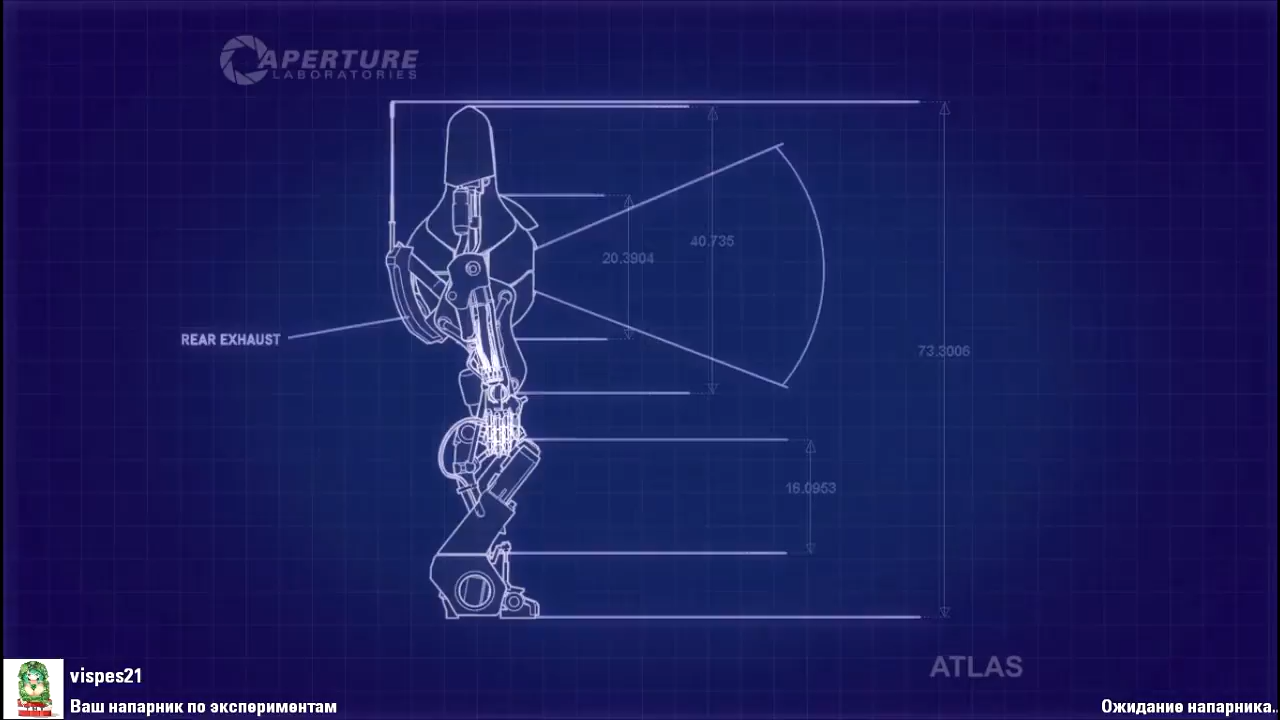 APERTURE
LABORATORIES
40.735
20.3904
REAR EXHAUST
73.3006
16.0953
ATLAS
vispes21
Ваш напарник по экспериментам
Ожидание напарника..